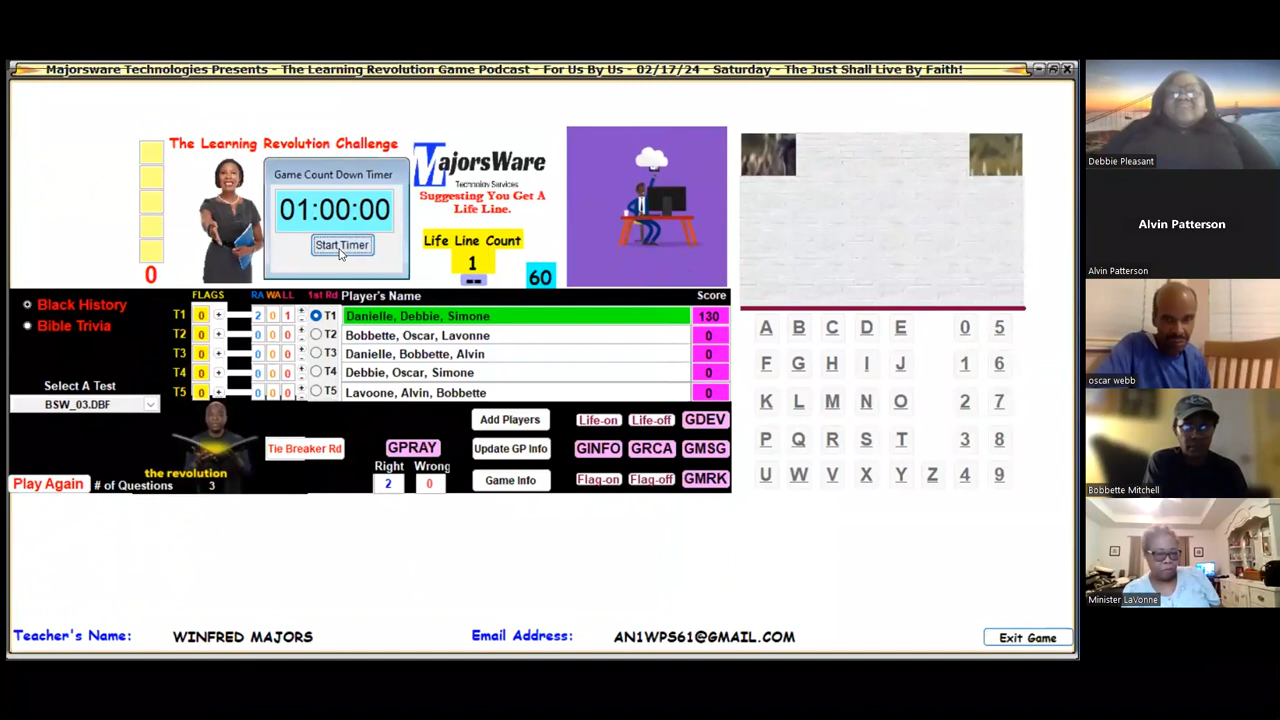 Majorsware Technologies Presents - The Learning Revolution Game Podcast - For Us By Us - 02/17/24 - Saturday - The Just Shall Live By Faith!
The Learning Revolution Challenge
Game Count Down Timer
01:00:00
Start Timer
0
MajorsWare
Technology Services
Suggesting You Get A
Life Line.
Life Line Count
1
60
Black History
Bible Trivia
Select A Test
BSW_03.DBF
FLAGS RA WA LL 1st Rd Player's Name Score
T1 0 + 2 0 1 + - T1 Danielle, Debbie, Simone 130
T2 0 + 0 0 0 + - T2 Bobbette, Oscar, Lavonne 0
T3 0 + 0 0 0 + - T3 Danielle, Bobbette, Alvin 0
T4 0 + 0 0 0 + - T4 Debbie, Oscar, Simone 0
T5 0 + 0 0 0 + - T5 Lavoone, Alvin, Bobbette 0
the revolution
Play Again # of Questions 3
Tie Breaker Rd
GPRAY
Right Wrong
2 0
Add Players Life-on Life-off GDEV
Update GP Info GINFO GRCA GMSG
Game Info Flag-on Flag-off GMRK
A B C D E 0 5
F G H I J 1 6
K L M N O 2 7
P Q R S T 3 8
U W V X Y Z 4 9
Teacher's Name: WINFRED MAJORS Email Address: AN1WPS61@GMAIL.COM Exit Game
Debbie Pleasant
Alvin Patterson
Alvin Patterson
oscar webb
Bobbette Mitchell
Minister LaVonne